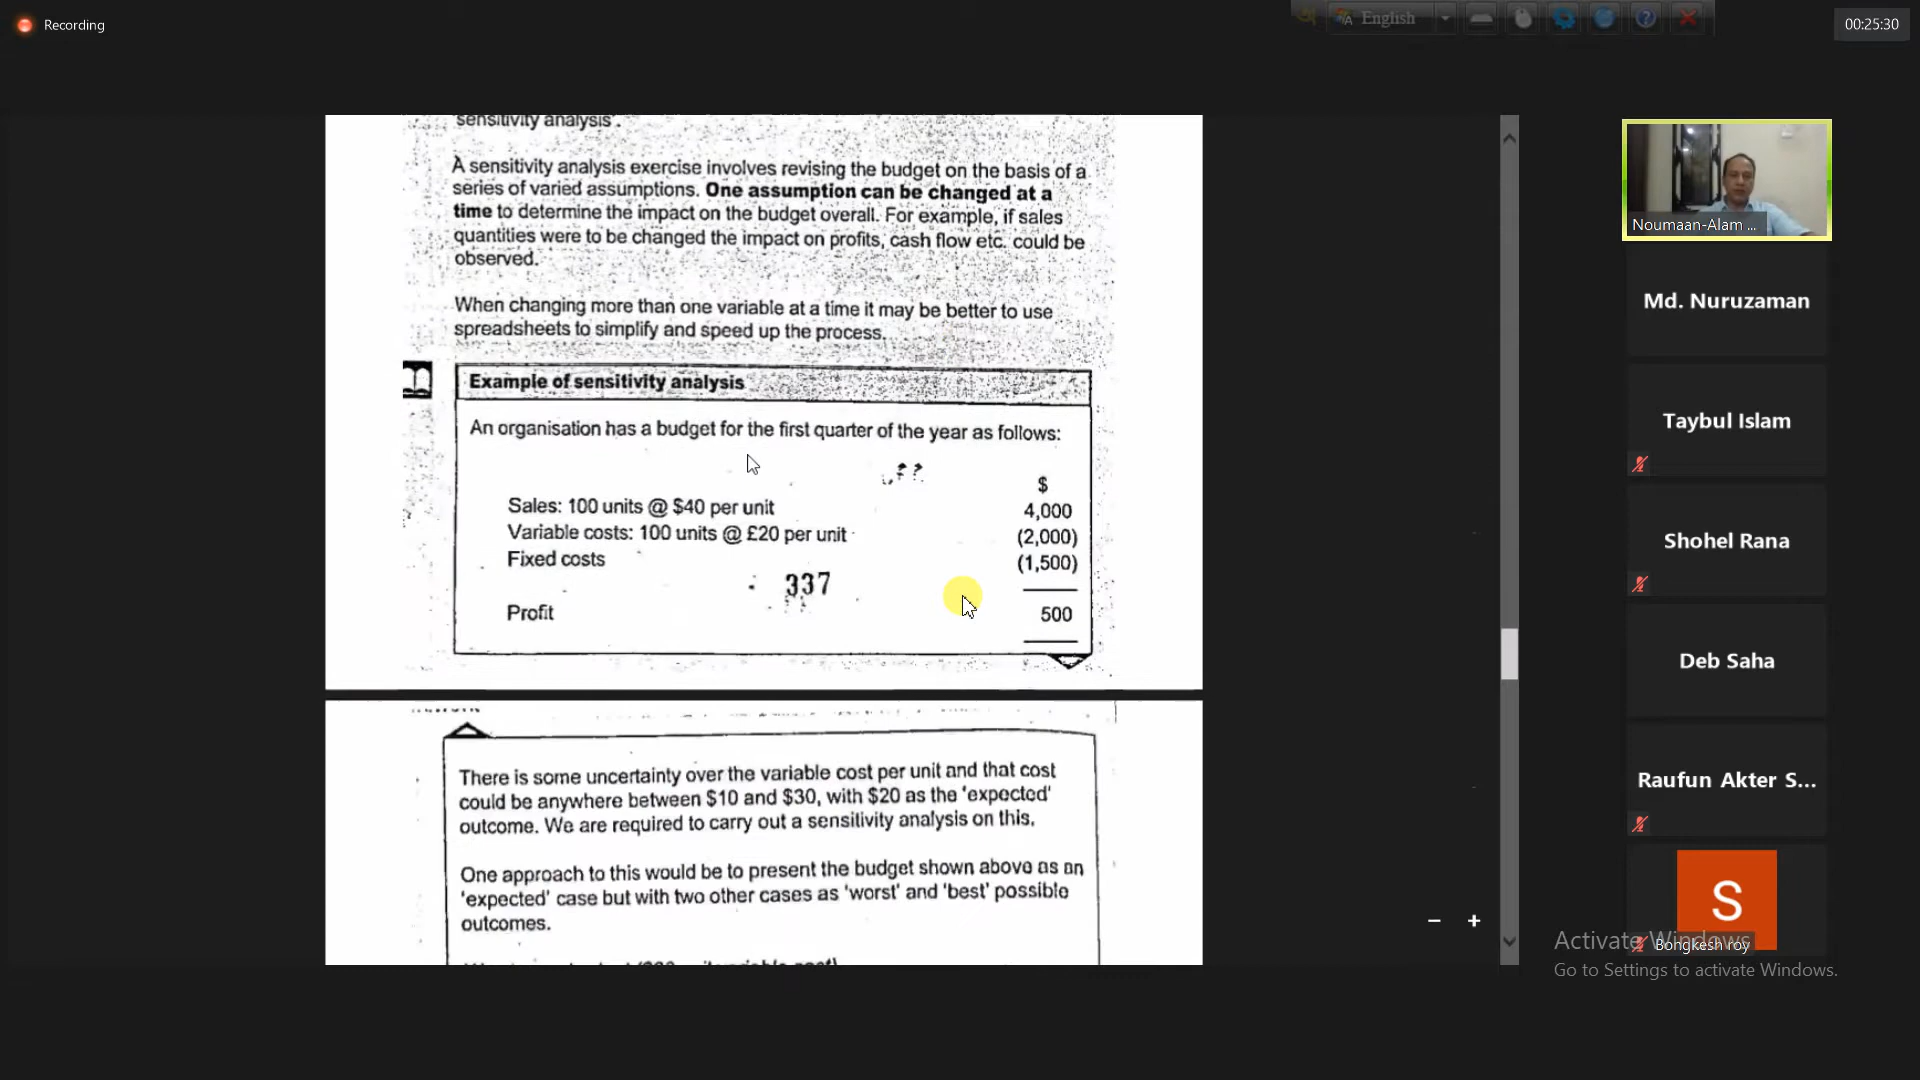 Recording
English
00:25:30
'sensitivity analysis'.
A sensitivity analysis exercise involves revising the budget on the basis of a
series of varied assumptions. One assumption can be changed at a
time to determine the impact on the budget overall. For example, if sales
quantities were to be changed the impact on profits, cash flow etc. could be
observed.
When changing more than one variable at a time it may be better to use
spreadsheets to simplify and speed up the process.
Example of sensitivity analysis
An organisation has a budget for the first quarter of the year as follows:
$
Sales: 100 units @ $40 per unit 4,000
Variable costs: 100 units @ £20 per unit (2,000)
Fixed costs (1,500)
337
Profit 500
There is some uncertainty over the variable cost per unit and that cost
could be anywhere between $10 and $30, with $20 as the 'expected'
outcome. We are required to carry out a sensitivity analysis on this.
One approach to this would be to present the budget shown above as an
'expected' case but with two other cases as 'worst' and 'best' possible
outcomes.
Noumaan-Alam ...
Md. Nuruzaman
Taybul Islam
Shohel Rana
Deb Saha
Raufun Akter S...
S
Bongkesh roy
Activate Windows
Go to Settings to activate Windows.